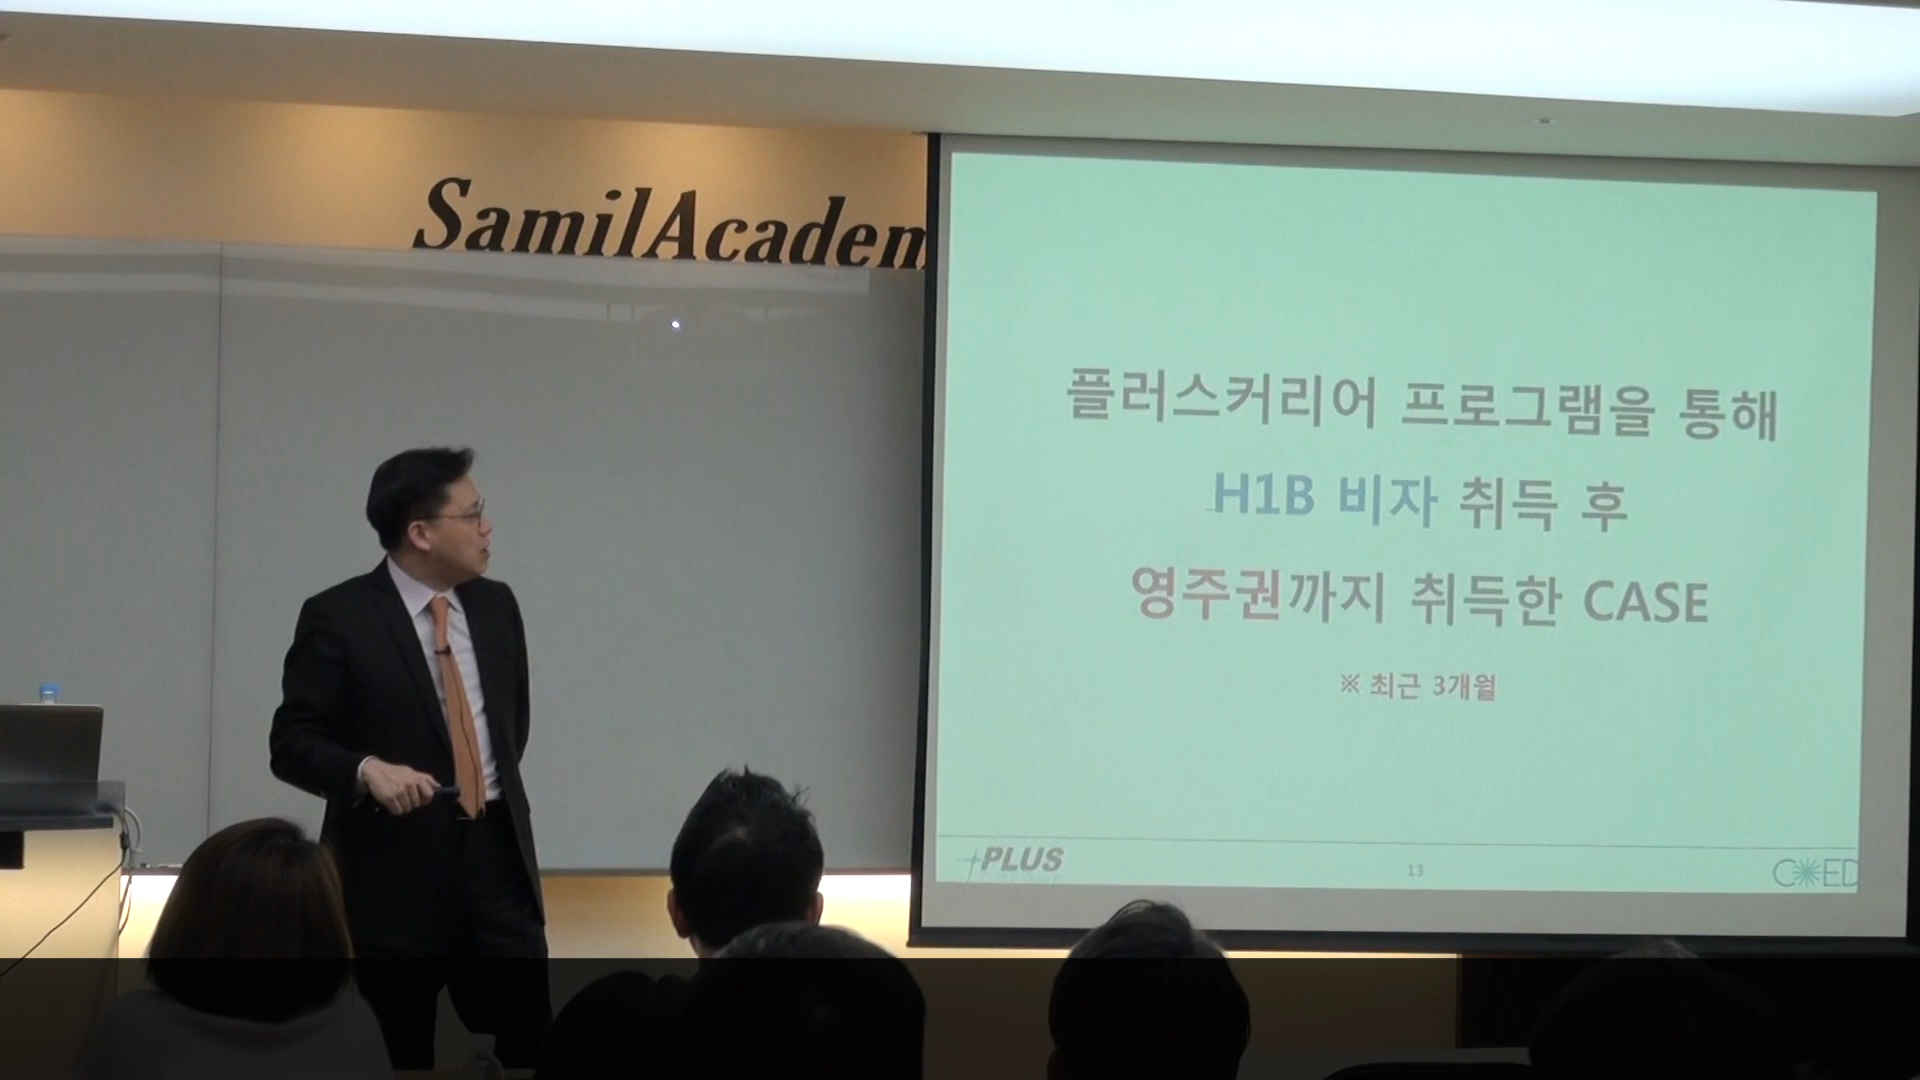 SamilAcadem
플러스커리어 프로그램을 통해
H1B 비자 취득 후
영주권까지 취득한 CASE
※ 최근 3개월
PLUS
13
COED